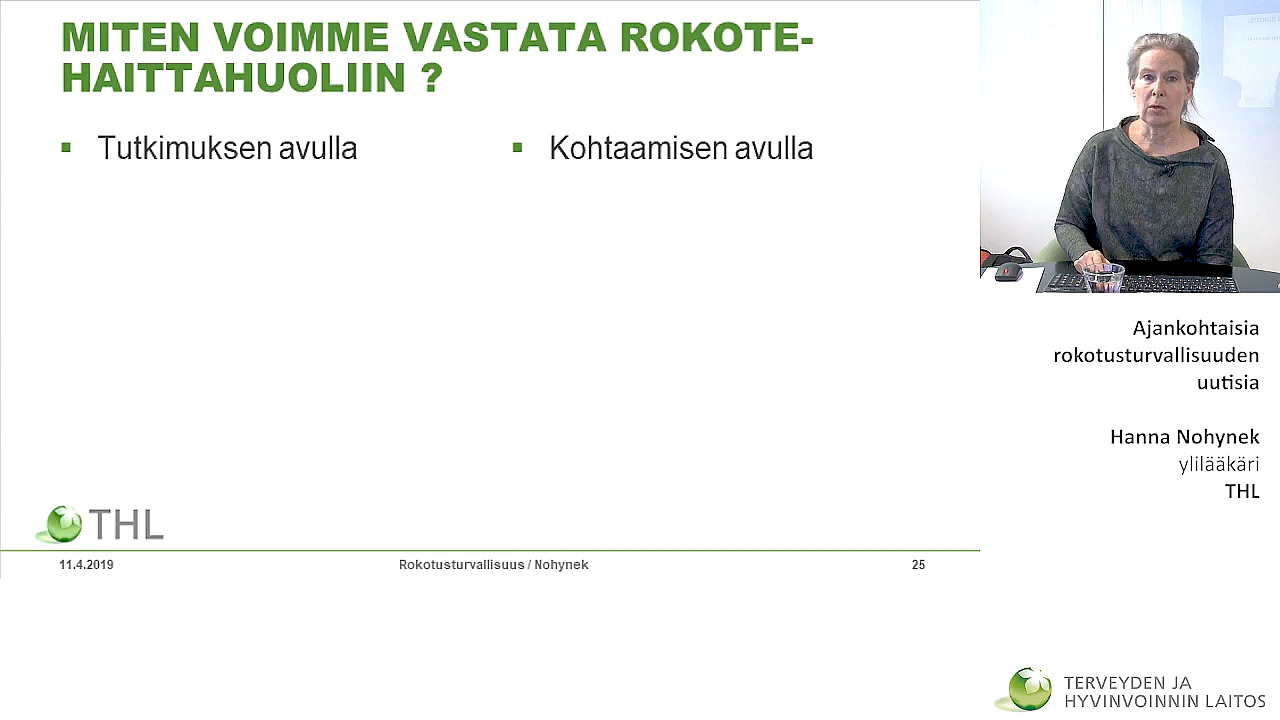 MITEN VOIMME VASTATA ROKOTE-
HAITTAHUOLIIN ?
Tutkimuksen avulla
Kohtaamisen avulla
THL
11.4.2019
Rokotusturvallisuus / Nohynek
25
Ajankohtaisia
rokotusturvallisuuden
uutisia
Hanna Nohynek
ylilääkäri
THL
TERVEYDEN JA
HYVINVOINNIN LAITOS